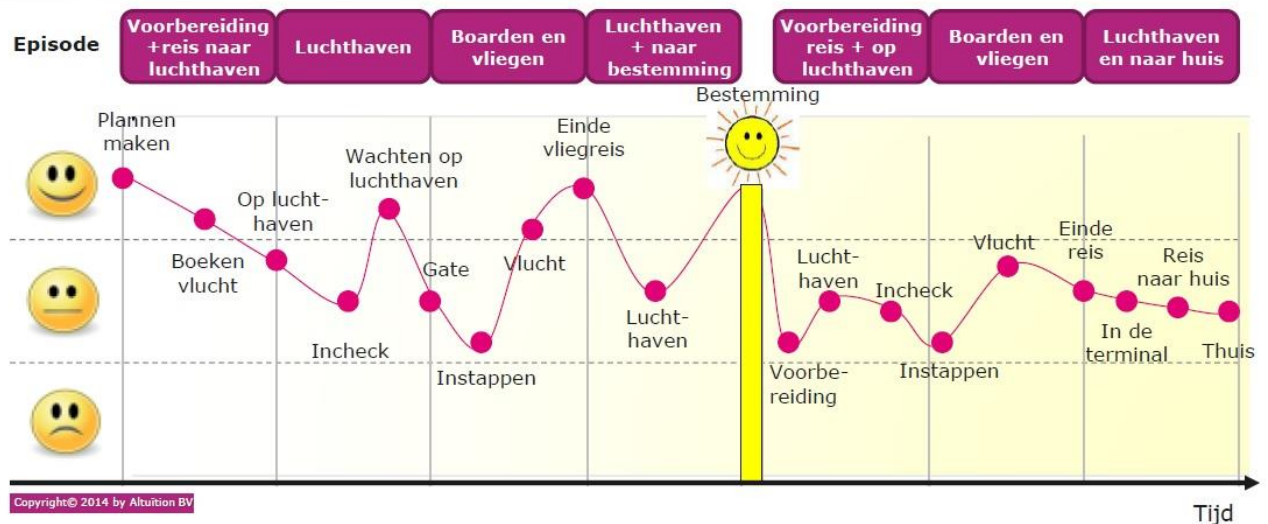 Episode
Voorbereiding
+reis naar
luchthaven
Luchthaven
Boarden en
vliegen
Luchthaven
+ naar
bestemming
Voorbereiding
reis + op
luchthaven
Boarden en
vliegen
Luchthaven
en naar huis
Bestemming
Plannen
maken
Boeken
vlucht
Op lucht-
haven
Incheck
Wachten op
luchthaven
Gate
Instappen
Vlucht
Einde
vliegreis
Lucht-
haven
Voorbe-
reiding
Lucht-
haven
Incheck
Instappen
Vlucht
Einde
reis
In de
terminal
Reis
naar huis
Thuis
Copyright© 2014 by Altuïtion BV
Tijd